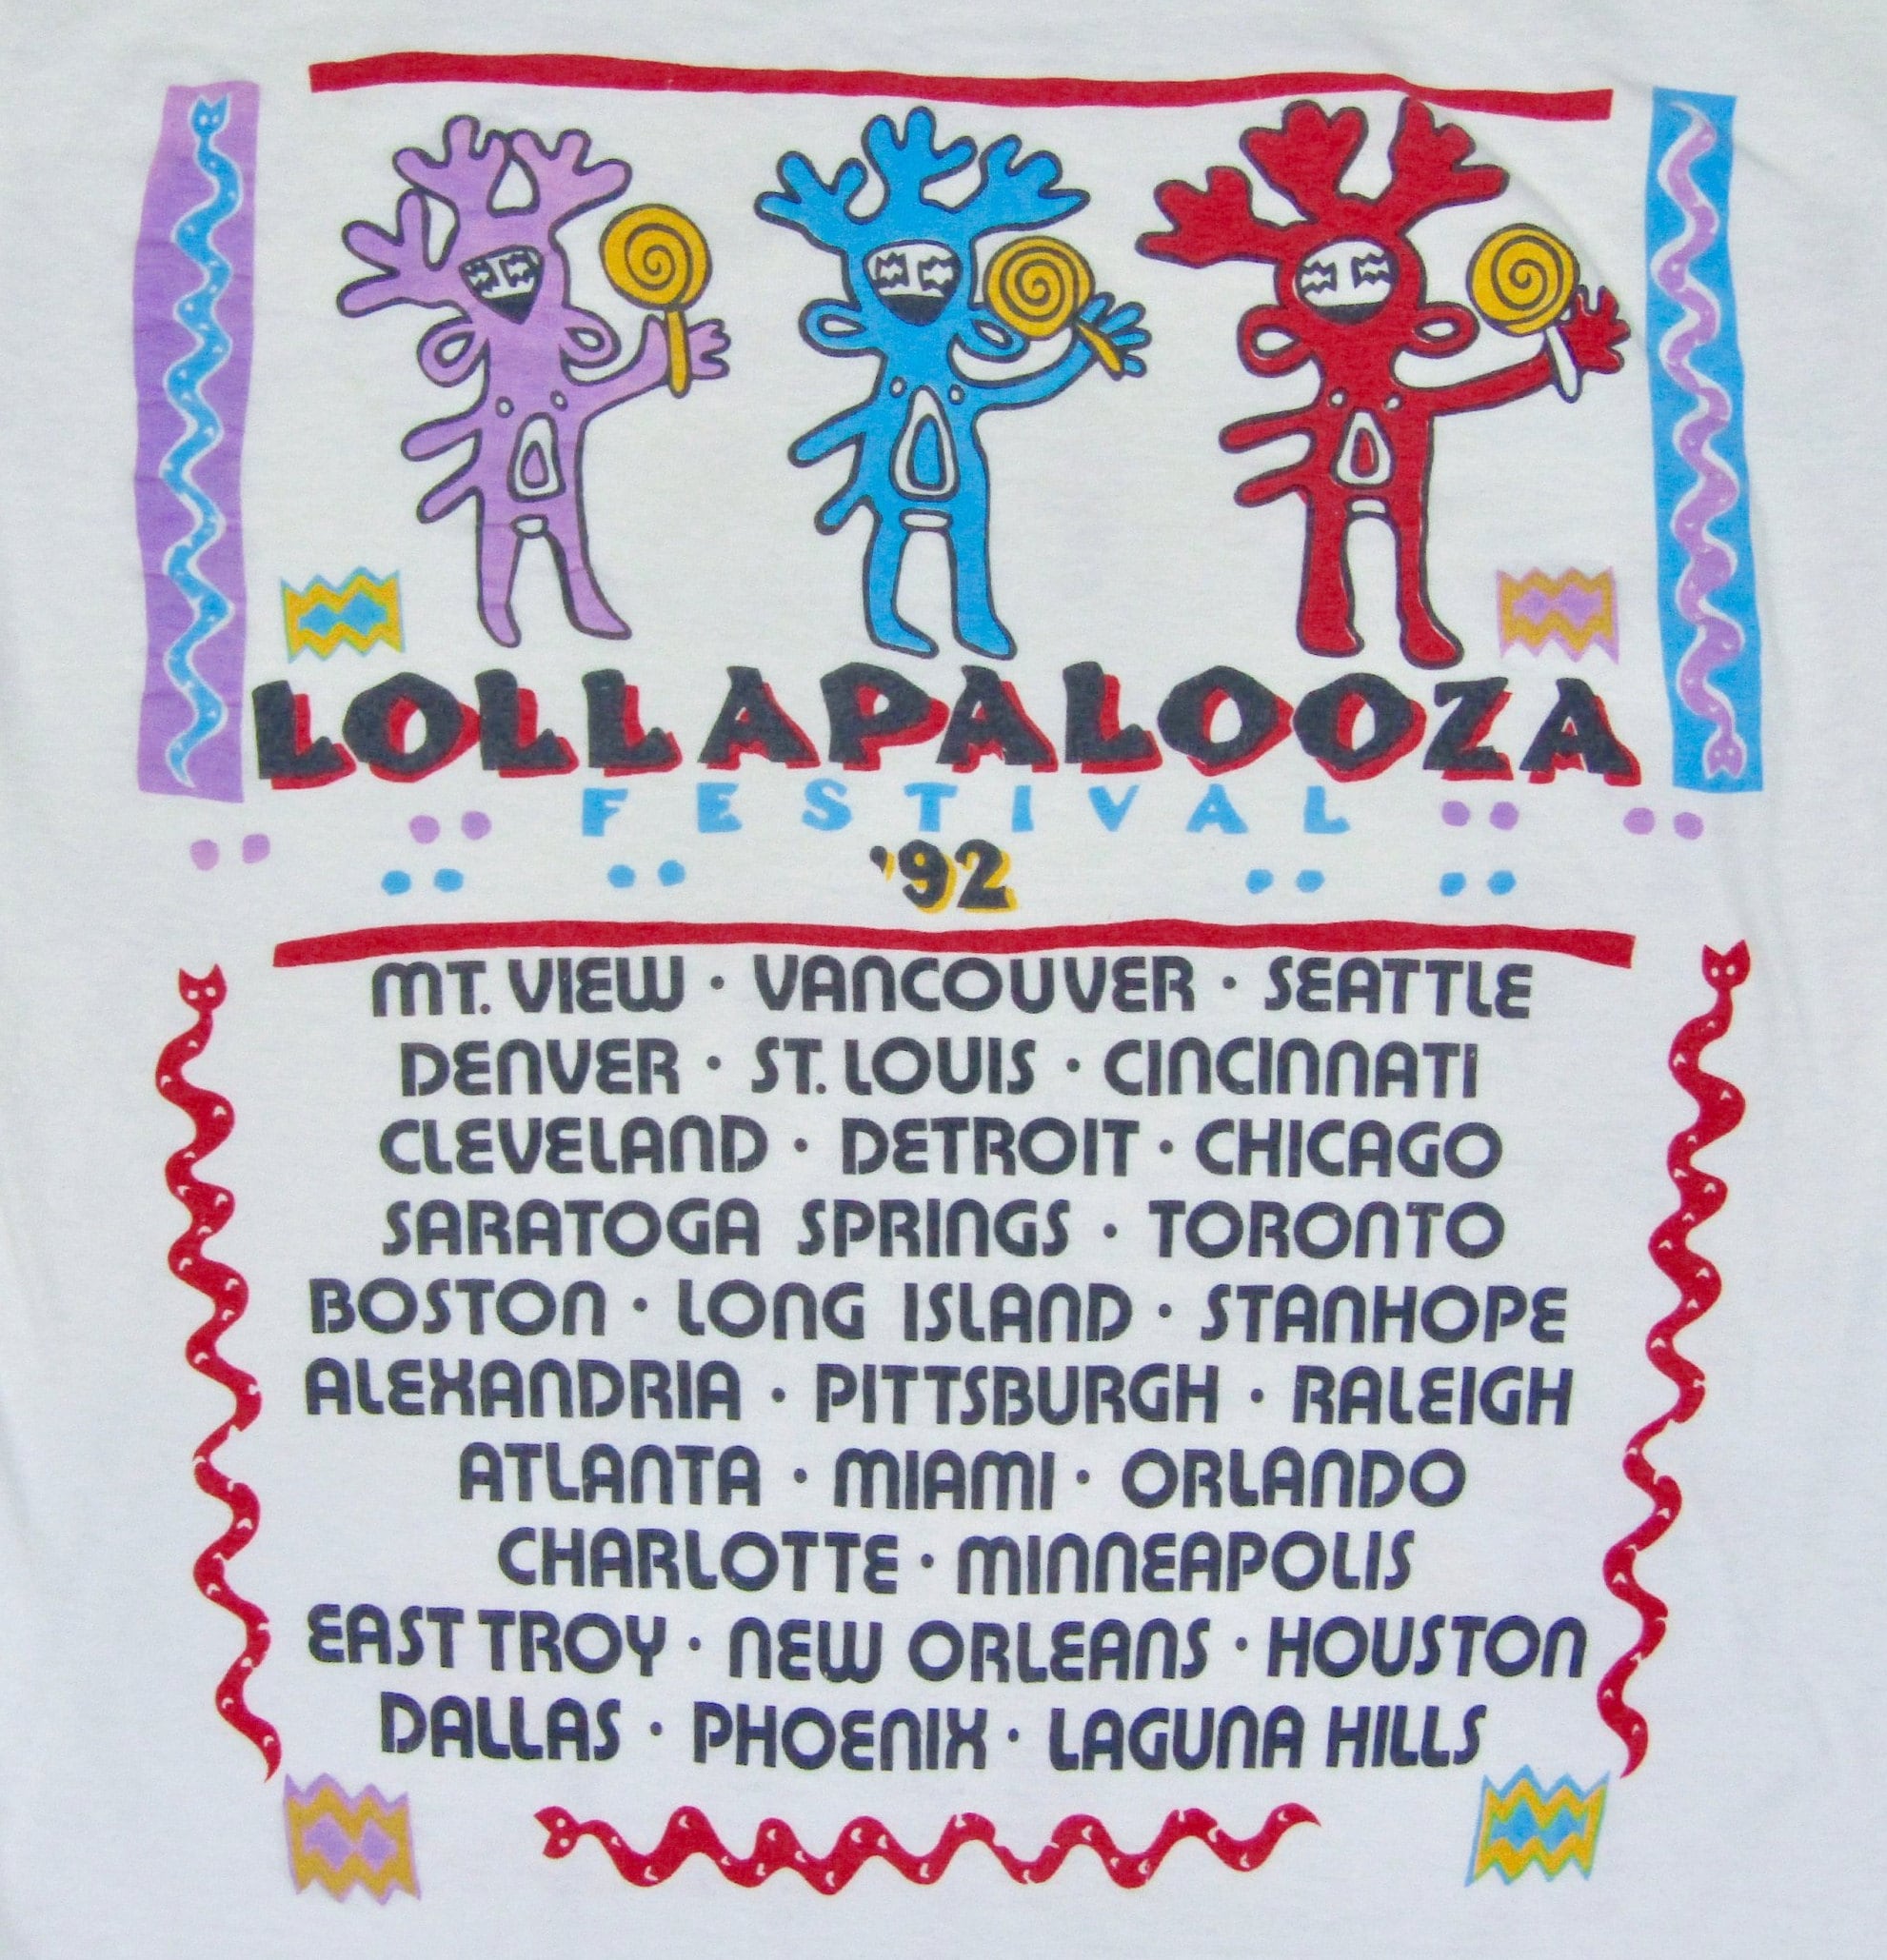 LOLLAPALOOZA
FESTIVAL
'92
MT. VIEW · VANCOUVER · SEATTLE
DENVER · ST. LOUIS · CINCINNATI
CLEVELAND · DETROIT · CHICAGO
SARATOGA SPRINGS · TORONTO
BOSTON · LONG ISLAND · STANHOPE
ALEXANDRIA · PITTSBURGH · RALEIGH
ATLANTA · MIAMI · ORLANDO
CHARLOTTE · MINNEAPOLIS
EAST TROY · NEW ORLEANS · HOUSTON
DALLAS · PHOENIX · LAGUNA HILLS